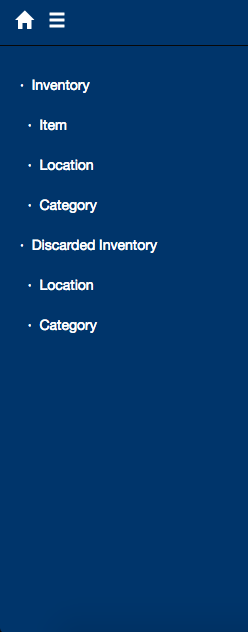 · Inventory
· Item
· Location
· Category
· Discarded Inventory
· Location
· Category